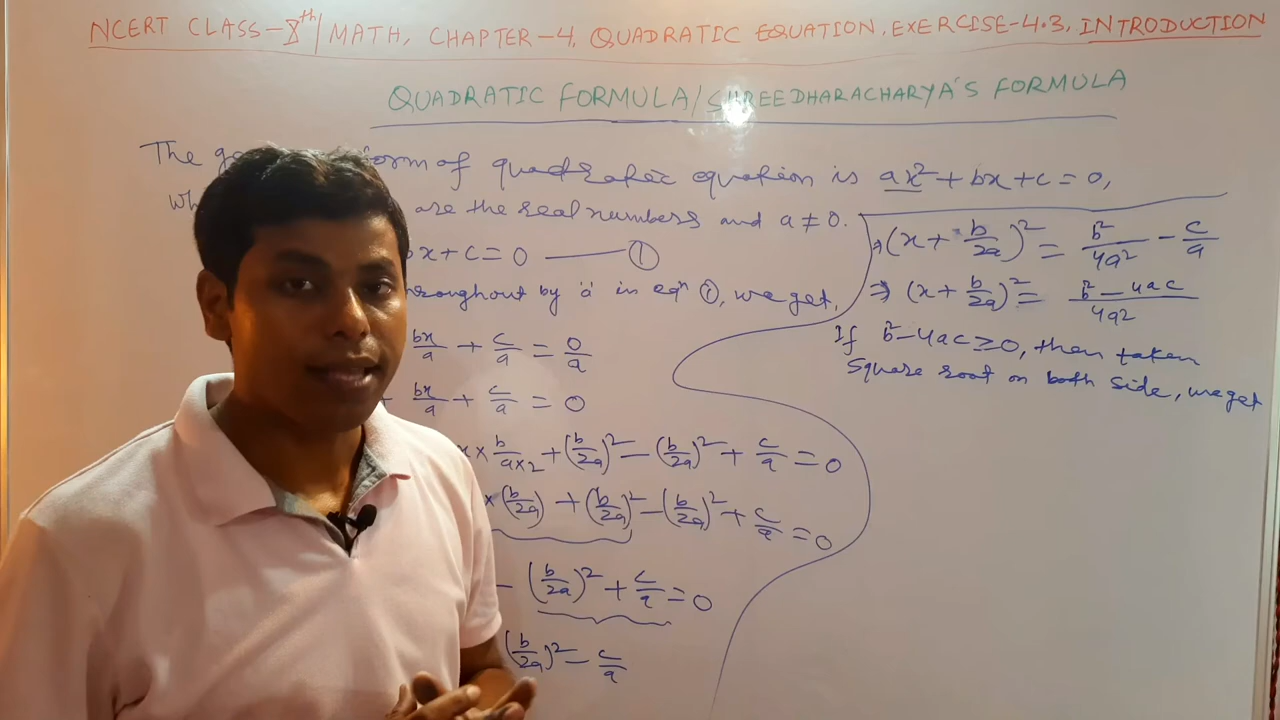 NCERT CLASS-X^th/MATH, CHAPTER-4, QUADRATIC EQUATION, EXERCISE-4.3, INTRODUCTION
QUADRATIC FORMULA/SHREEDHARACHARYA'S FORMULA
The form of quadratic equation is ax²+bx+c=0,
are the real numbers and a≠0.
bx+c=0 —— ①
throughout by 'a' in eqⁿ ①, we get,
bx/a + c/a = 0/a
+ bx/a + c/a = 0
x × b/(a×2) + (b/2a)² − (b/2a)² + c/a = 0
× (b/2a) + (b/2a)² − (b/2a)² + c/a = 0
− (b/2a)² + c/a = 0
(b/2a)² − c/a
⇒ (x + b/2a)² = b²/4a² − c/a
⇒ (x + b/2a)² = (b²−4ac)/4a²
If b²−4ac≥0, then taken
Square root on both side, we get